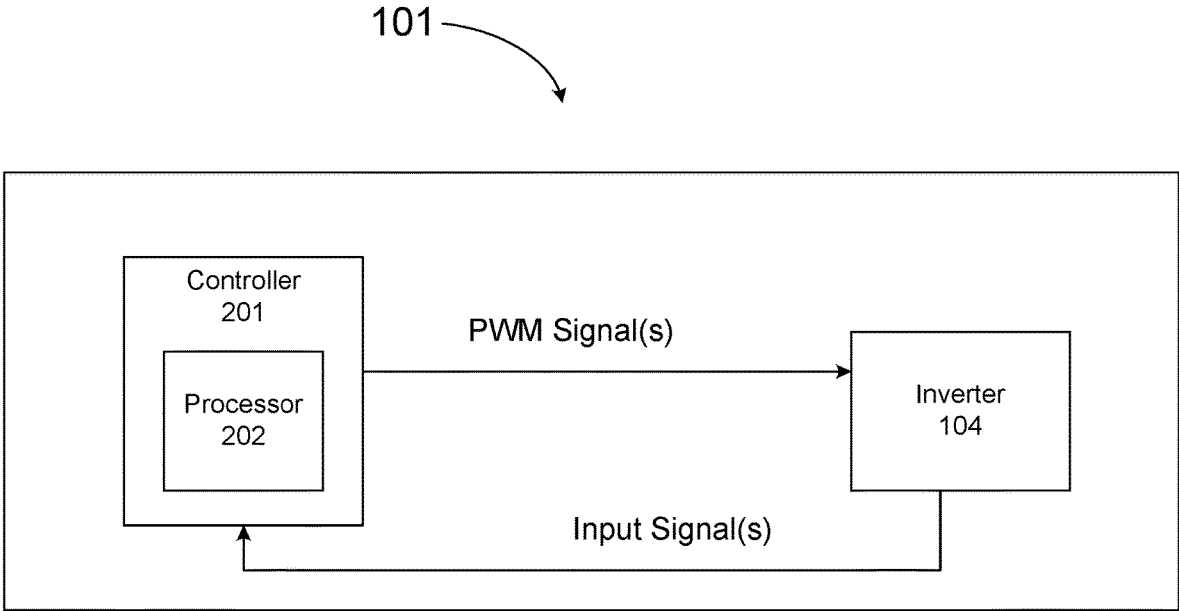 101
Controller
201
PWM Signal(s)
Processor
202
Inverter
104
Input Signal(s)